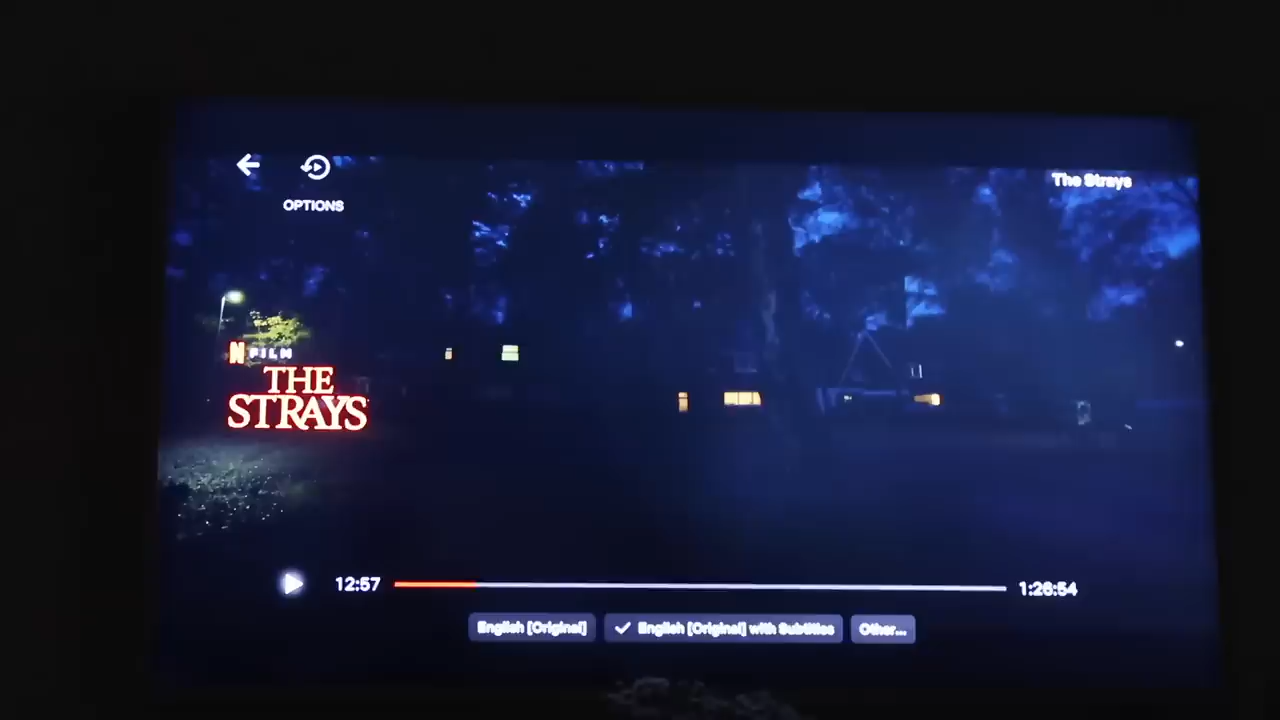 The Strays
OPTIONS
N FILM
THE
STRAYS
12:57
1:26:54
English [Original]
English [Original] with Subtitles
Other...